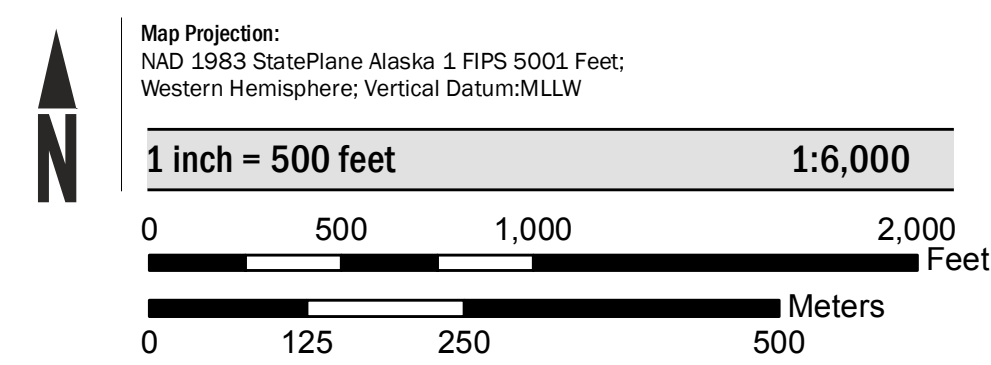 Map Projection:
NAD 1983 StatePlane Alaska 1 FIPS 5001 Feet;
Western Hemisphere; Vertical Datum:MLLW
N
1 inch = 500 feet 1:6,000
0 500 1,000 2,000
Feet
Meters
0 125 250 500